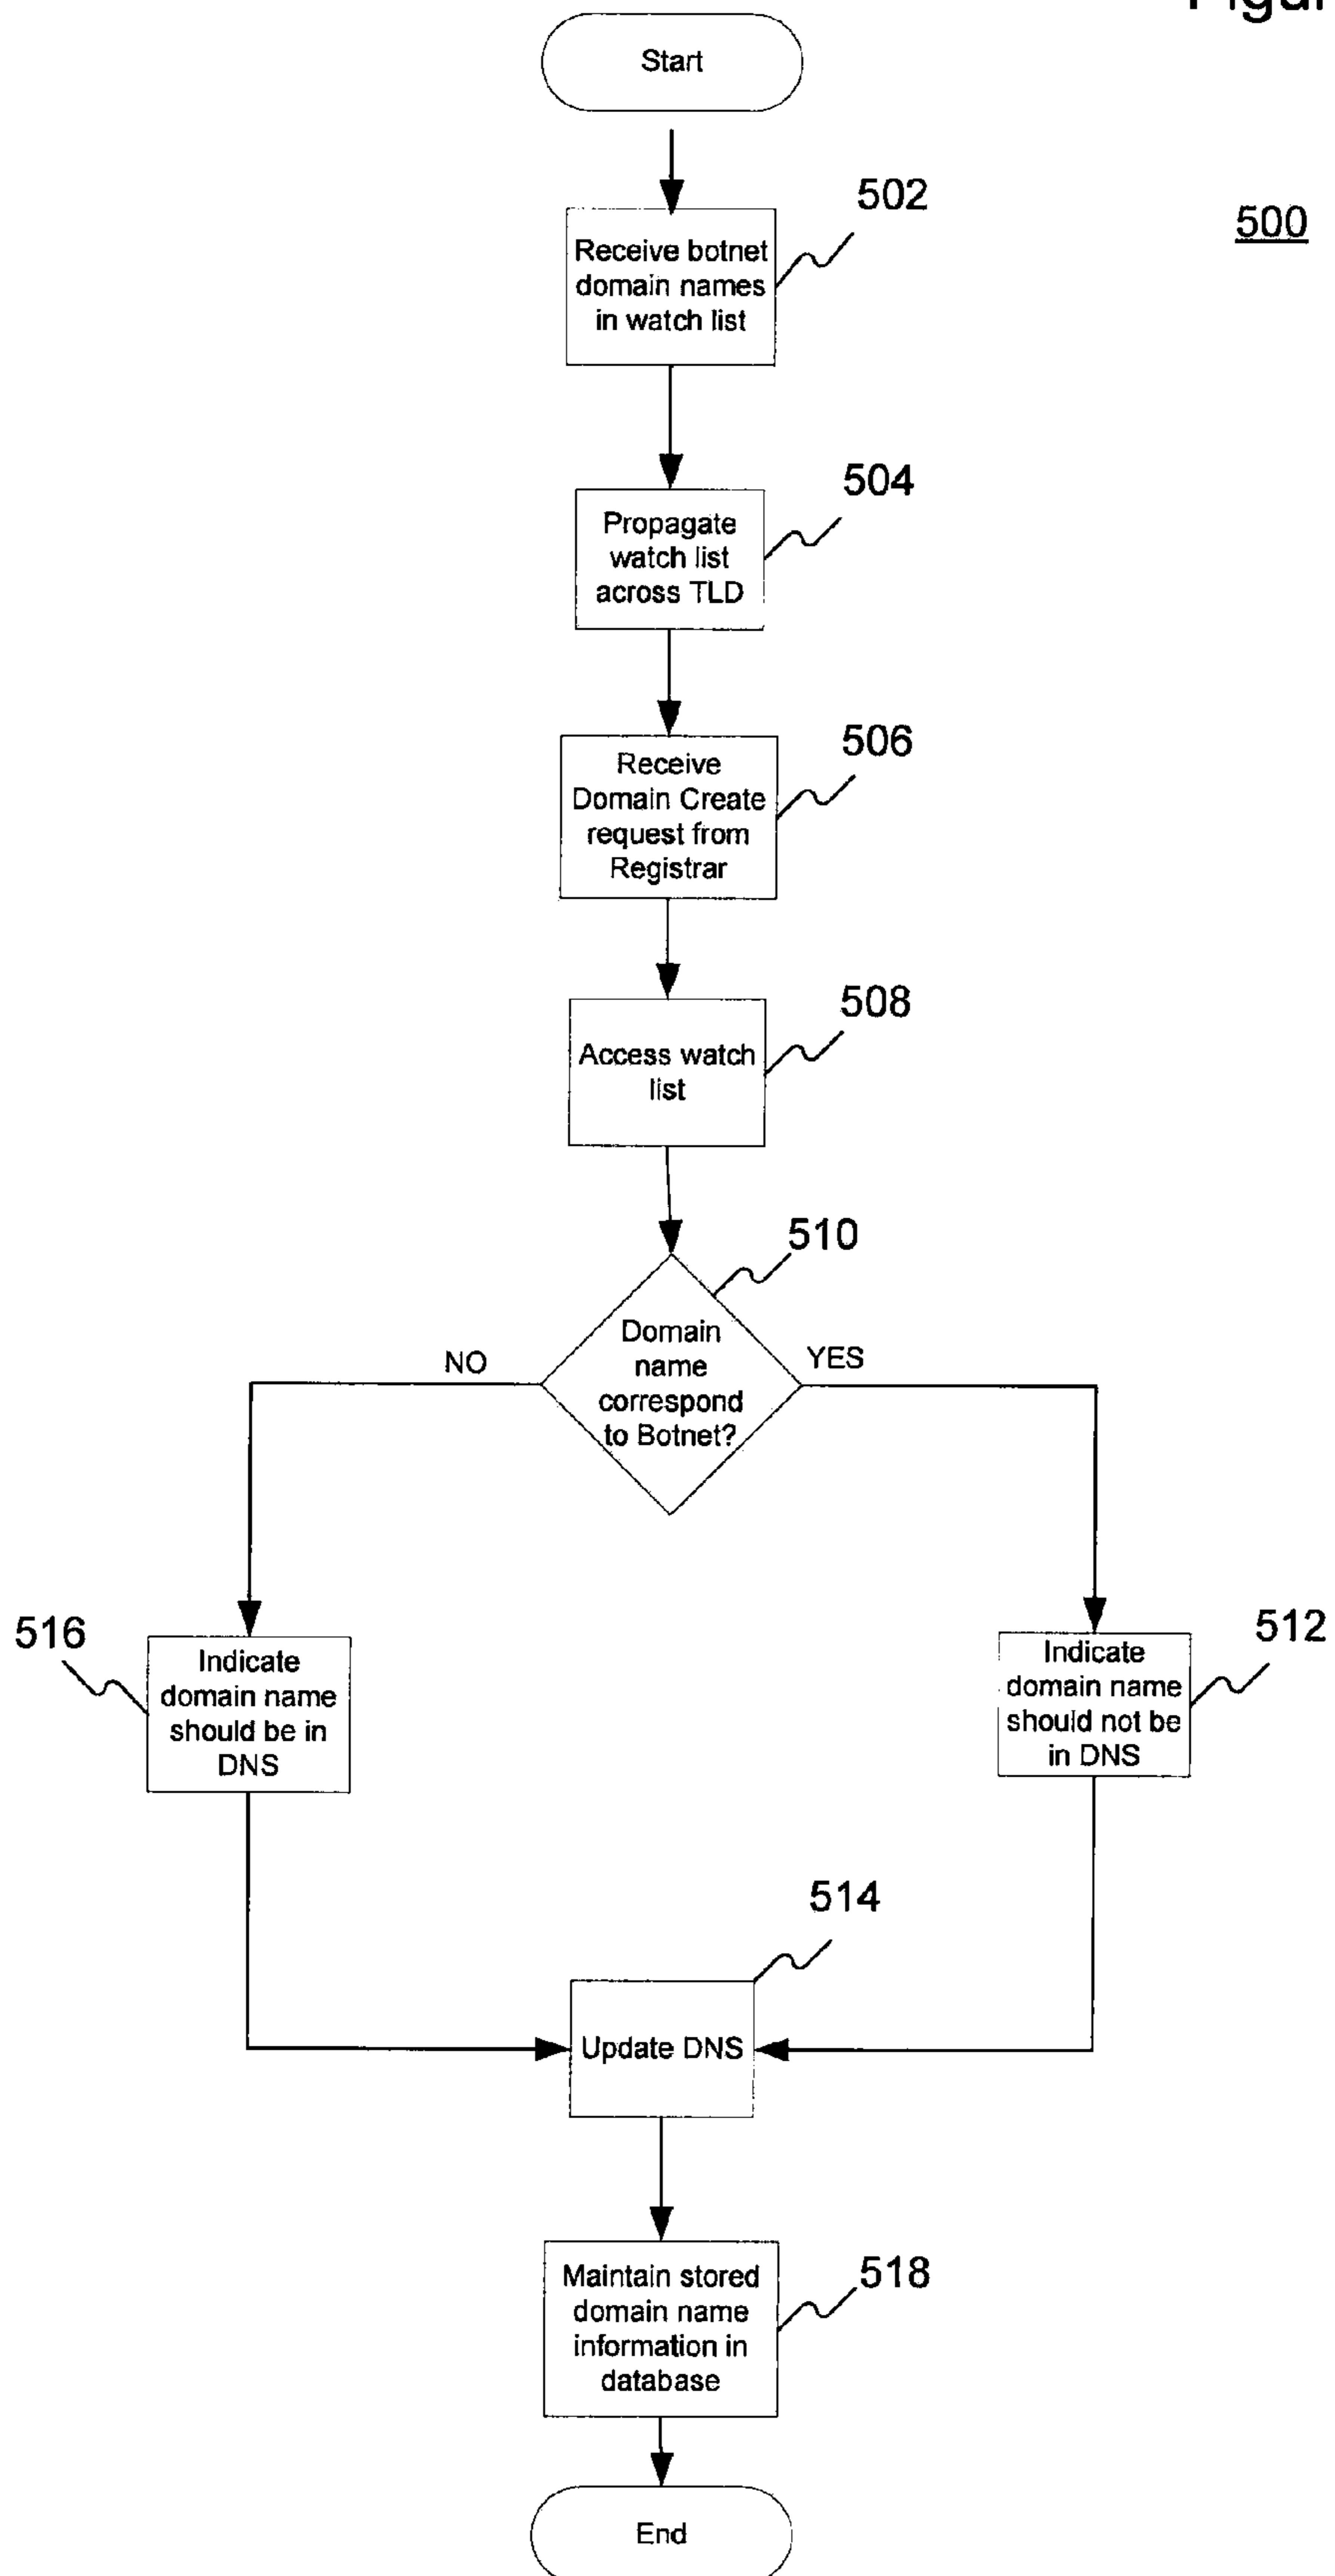 Figur
Start
502
500
Receive botnet
domain names
in watch list
504
Propagate
watch list
across TLD
506
Receive
Domain Create
request from
Registrar
508
Access watch
list
510
Domain
name
correspond
to Botnet?
NO
YES
516
Indicate
domain name
should be in
DNS
512
Indicate
domain name
should not be
in DNS
514
Update DNS
518
Maintain stored
domain name
information in
database
End